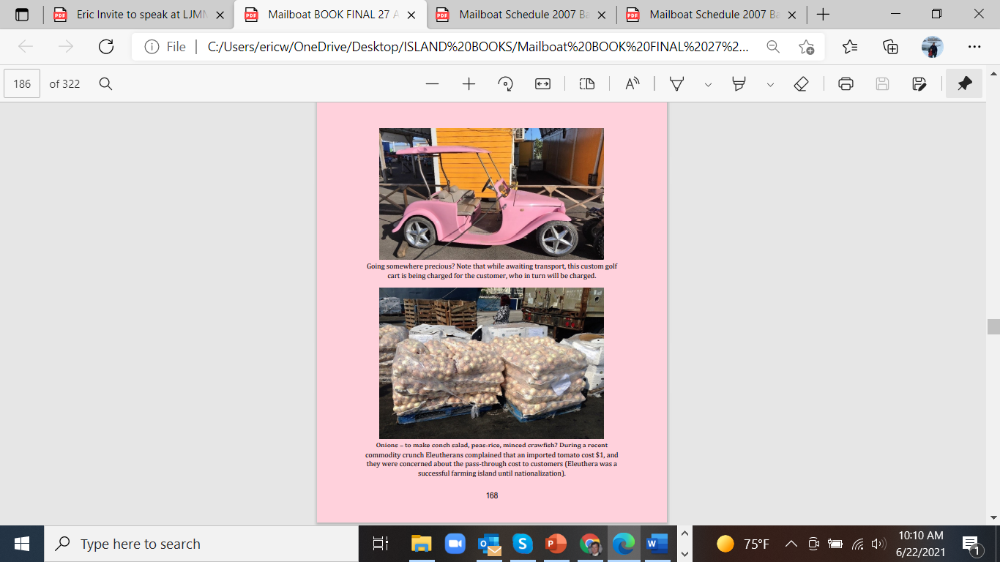 Eric Invite to speak at LJMM
Mailboat BOOK FINAL 27 A
Mailboat Schedule 2007 Ba
Mailboat Schedule 2007 Ba
File
C:/Users/ericw/OneDrive/Desktop/ISLAND%20BOOKS/Mailboat%20BOOK%20FINAL%2027%2...
186 of 322
Going somewhere precious? Note that while awaiting transport, this custom golf
cart is being charged for the customer, who in turn will be charged.
Onions – to make conch salad, peas-rice, minced crawfish? During a recent
commodity crunch Eleutherans complained that an imported tomato cost $1, and
they were concerned about the pass-through cost to customers (Eleuthera was a
successful farming island until nationalization).
168
Type here to search
75°F
10:10 AM
6/22/2021
1